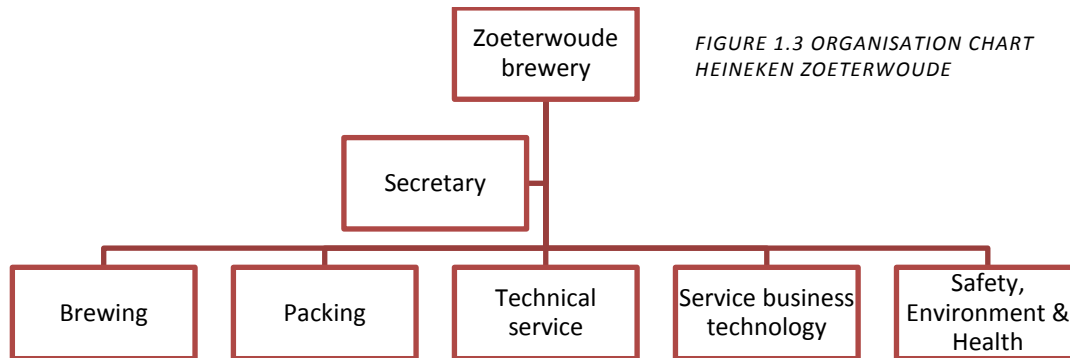 Zoeterwoude
brewery
FIGURE 1.3 ORGANISATION CHART
HEINEKEN ZOETERWOUDE
Secretary
Brewing
Packing
Technical
service
Service business
technology
Safety,
Environment &
Health